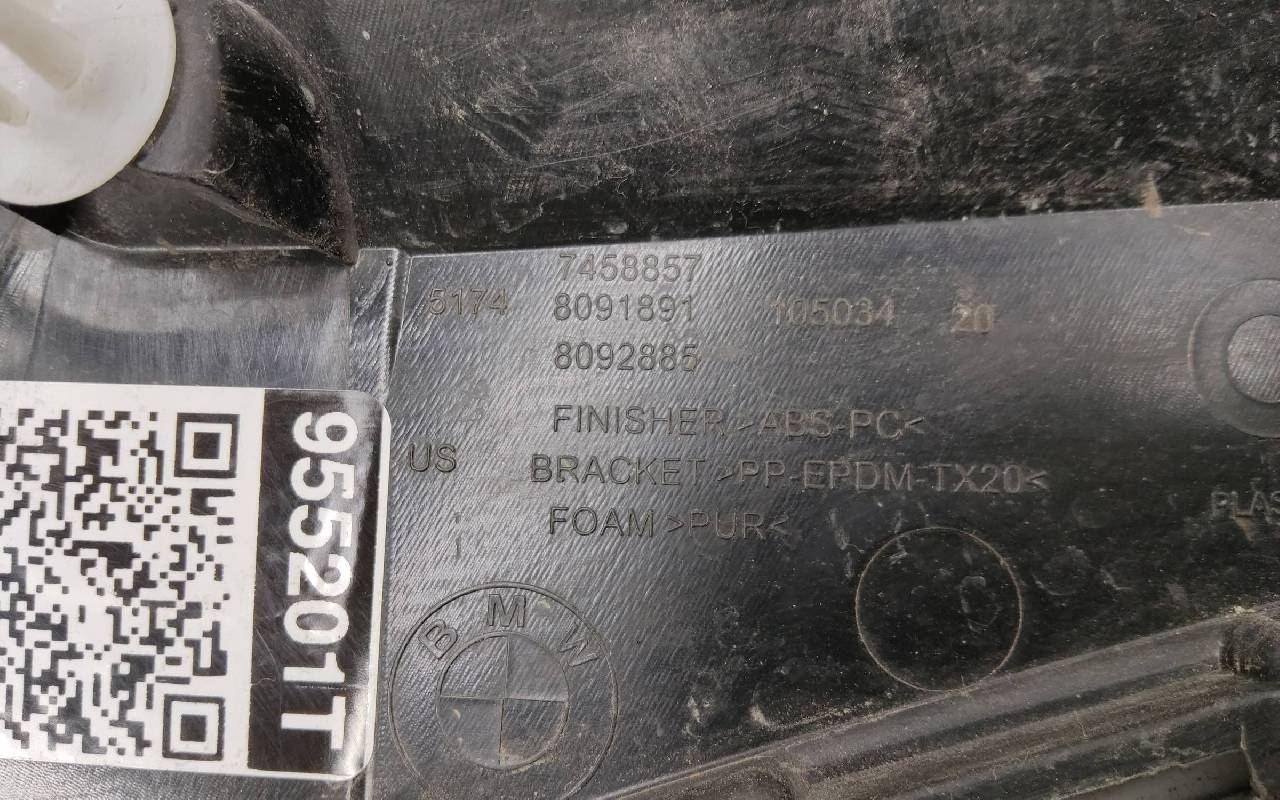 7458857
5174 8091891 105034 20
8092885
FINISHER >ABS-PC<
US BRACKET >PP-EPDM-TX20<
FOAM >PUR<
BMW
955201T